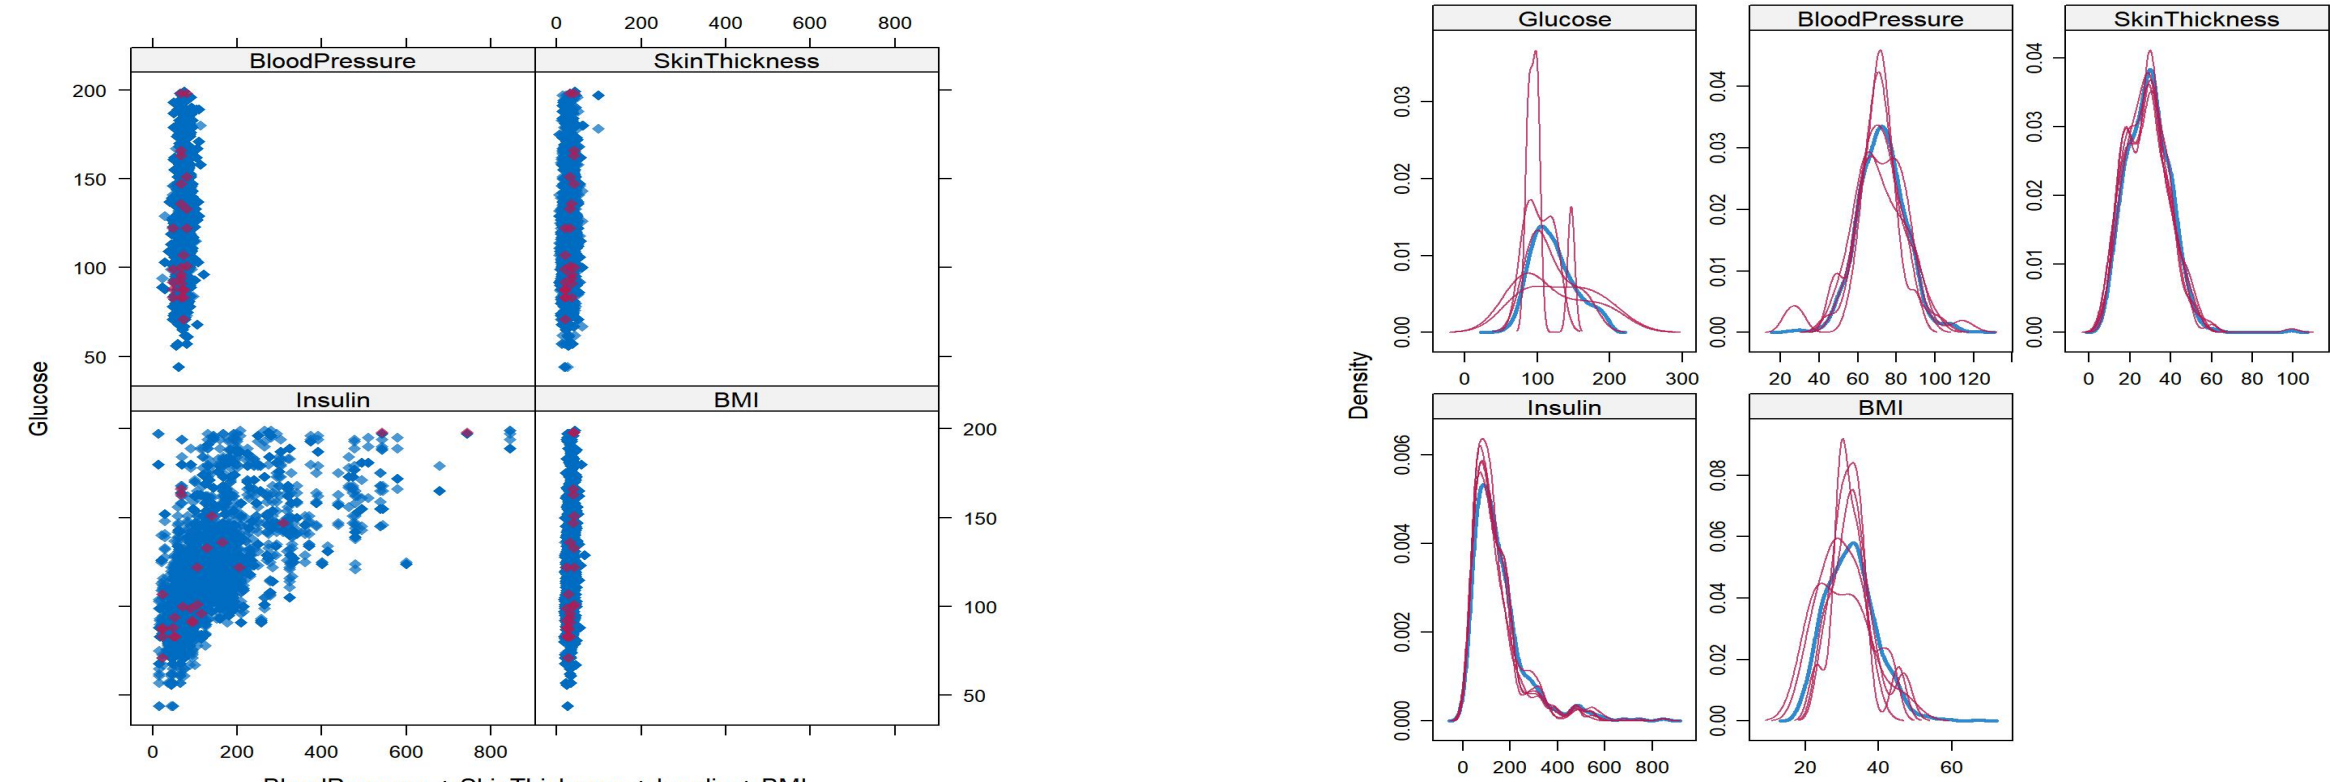 0 200 400 600 800
BloodPressure SkinThickness
200
150
100
50
Glucose
Insulin BMI
200
150
100
50
0 200 400 600 800
Glucose
0.00 0.01 0.02 0.03
0 100 200 300
BloodPressure
0.00 0.01 0.02 0.03 0.04
20 40 60 80 100 120
SkinThickness
0.00 0.01 0.02 0.03 0.04
0 20 40 60 80 100
Density
Insulin
0.000 0.002 0.004 0.006
0 200 400 600 800
BMI
0.00 0.02 0.04 0.06 0.08
20 40 60